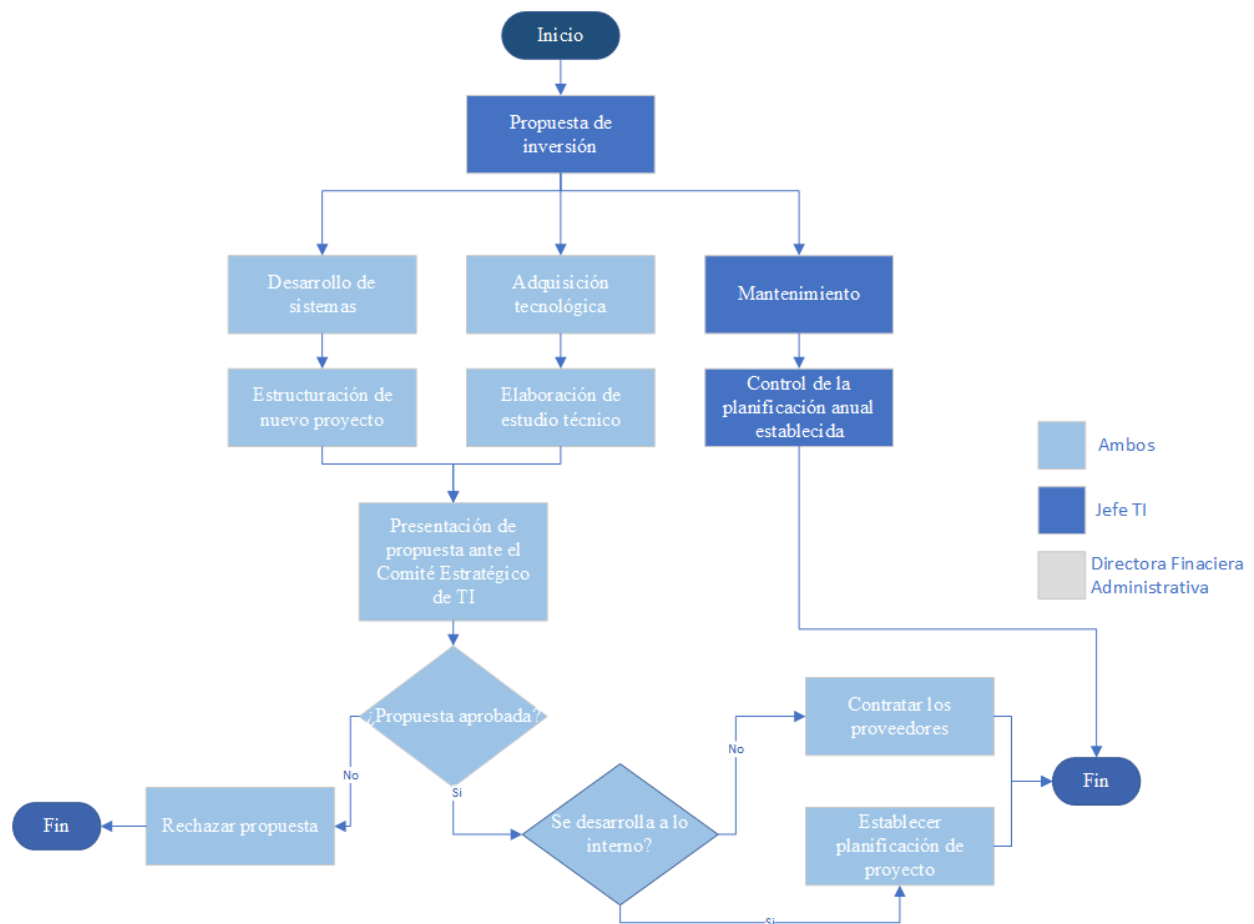 Inicio
Propuesta de
inversión
Desarrollo de
sistemas
Adquisición
tecnológica
Mantenimiento
Estructuración de
nuevo proyecto
Elaboración de
estudio técnico
Control de la
planificación anual
establecida
Ambos
Jefe TI
Directora Finaciera
Administrativa
Presentación de
propuesta ante el
Comité Estratégico
de TI
¿Propuesta aprobada?
No
Si
Rechazar propuesta
Fin
Se desarrolla a lo
interno?
No
Si
Contratar los
proveedores
Establecer
planificación de
proyecto
Fin